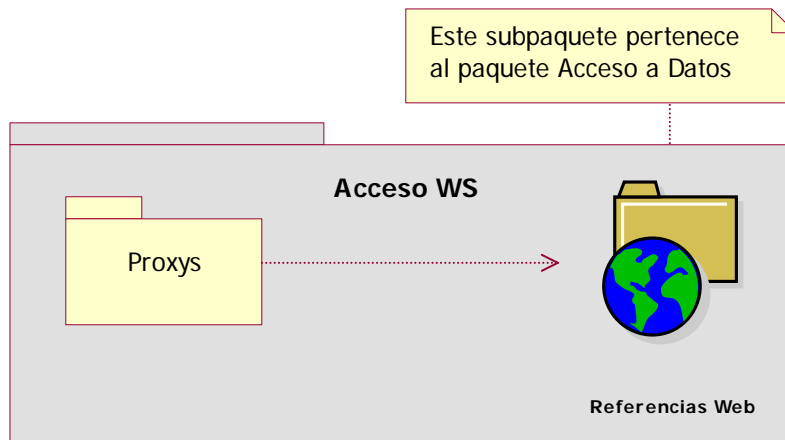 Este subpaquete pertenece
al paquete Acceso a Datos
Acceso WS
Proxys
Referencias Web